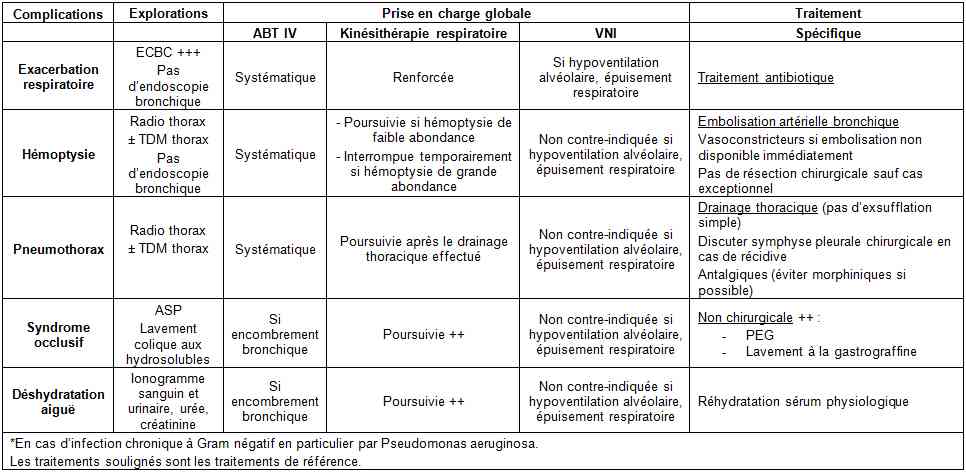 Complications
Explorations
Prise en charge globale
Traitement
ABT IV
Kinésithérapie respiratoire
VNI
Spécifique
Exacerbation
respiratoire
ECBC +++
Pas
d'endoscopie
bronchique
Systématique
Renforcée
Si hypoventilation
alvéolaire, épuisement
respiratoire
Traitement antibiotique
Hémoptysie
Radio thorax
± TDM thorax
Pas
d'endoscopie
bronchique
Systématique
- Poursuivie si hémoptysie de
faible abondance
- Interrompue temporairement
si hémoptysie de grande
abondance
Non contre-indiquée si
hypoventilation alvéolaire,
épuisement respiratoire
Embolisation artérielle bronchique
Vasoconstricteurs si embolisation non
disponible immédiatement
Pas de résection chirurgicale sauf cas
exceptionnel
Pneumothorax
Radio thorax
± TDM thorax
Systématique
Poursuivie après le drainage
thoracique effectué
Non contre-indiquée si
hypoventilation alvéolaire,
épuisement respiratoire
Drainage thoracique (pas d'exsufflation
simple)
Discuter symphyse pleurale chirurgicale en
cas de récidive
Antalgiques (éviter morphiniques si
possible)
Syndrome
occlusif
ASP
Lavement
colique aux
hydrosolubles
Si
encombrement
bronchique
Poursuivie ++
Non contre-indiquée si
hypoventilation alvéolaire,
épuisement respiratoire
Non chirurgicale ++ :
- PEG
- Lavement à la gastrograffine
Déshydratation
aiguë
Ionogramme
sanguin et
urinaire, urée,
créatinine
Si
encombrement
bronchique
Poursuivie ++
Non contre-indiquée si
hypoventilation alvéolaire,
épuisement respiratoire
Réhydratation sérum physiologique
*En cas d'infection chronique à Gram négatif en particulier par Pseudomonas aeruginosa.
Les traitements soulignés sont les traitements de référence.